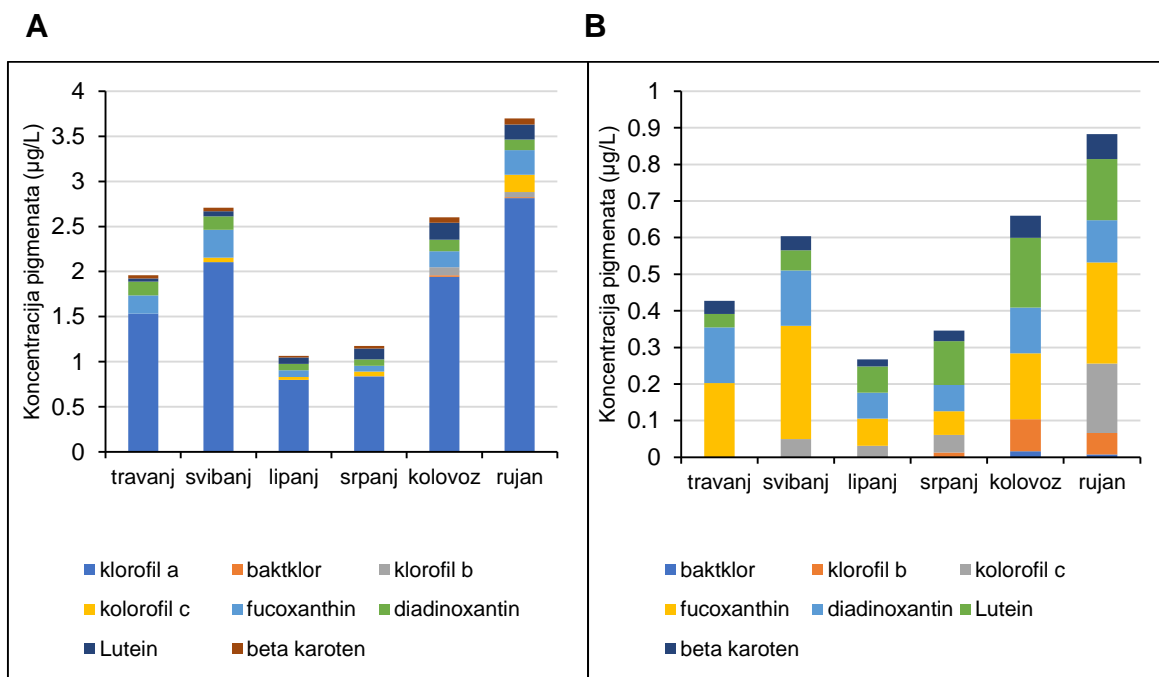 A
B
Koncentracija pigmenata (µg/L)
4
3.5
3
2.5
2
1.5
1
0.5
0
travanj svibanj lipanj srpanj kolovoz rujan
klorofil a baktklor klorofil b
kolorofil c fucoxanthin diadinoxantin
Lutein beta karoten
Koncentracija pigmenata (µg/L)
1
0.9
0.8
0.7
0.6
0.5
0.4
0.3
0.2
0.1
0
travanj svibanj lipanj srpanj kolovoz rujan
baktklor klorofil b kolorofil c
fucoxanthin diadinoxantin Lutein
beta karoten